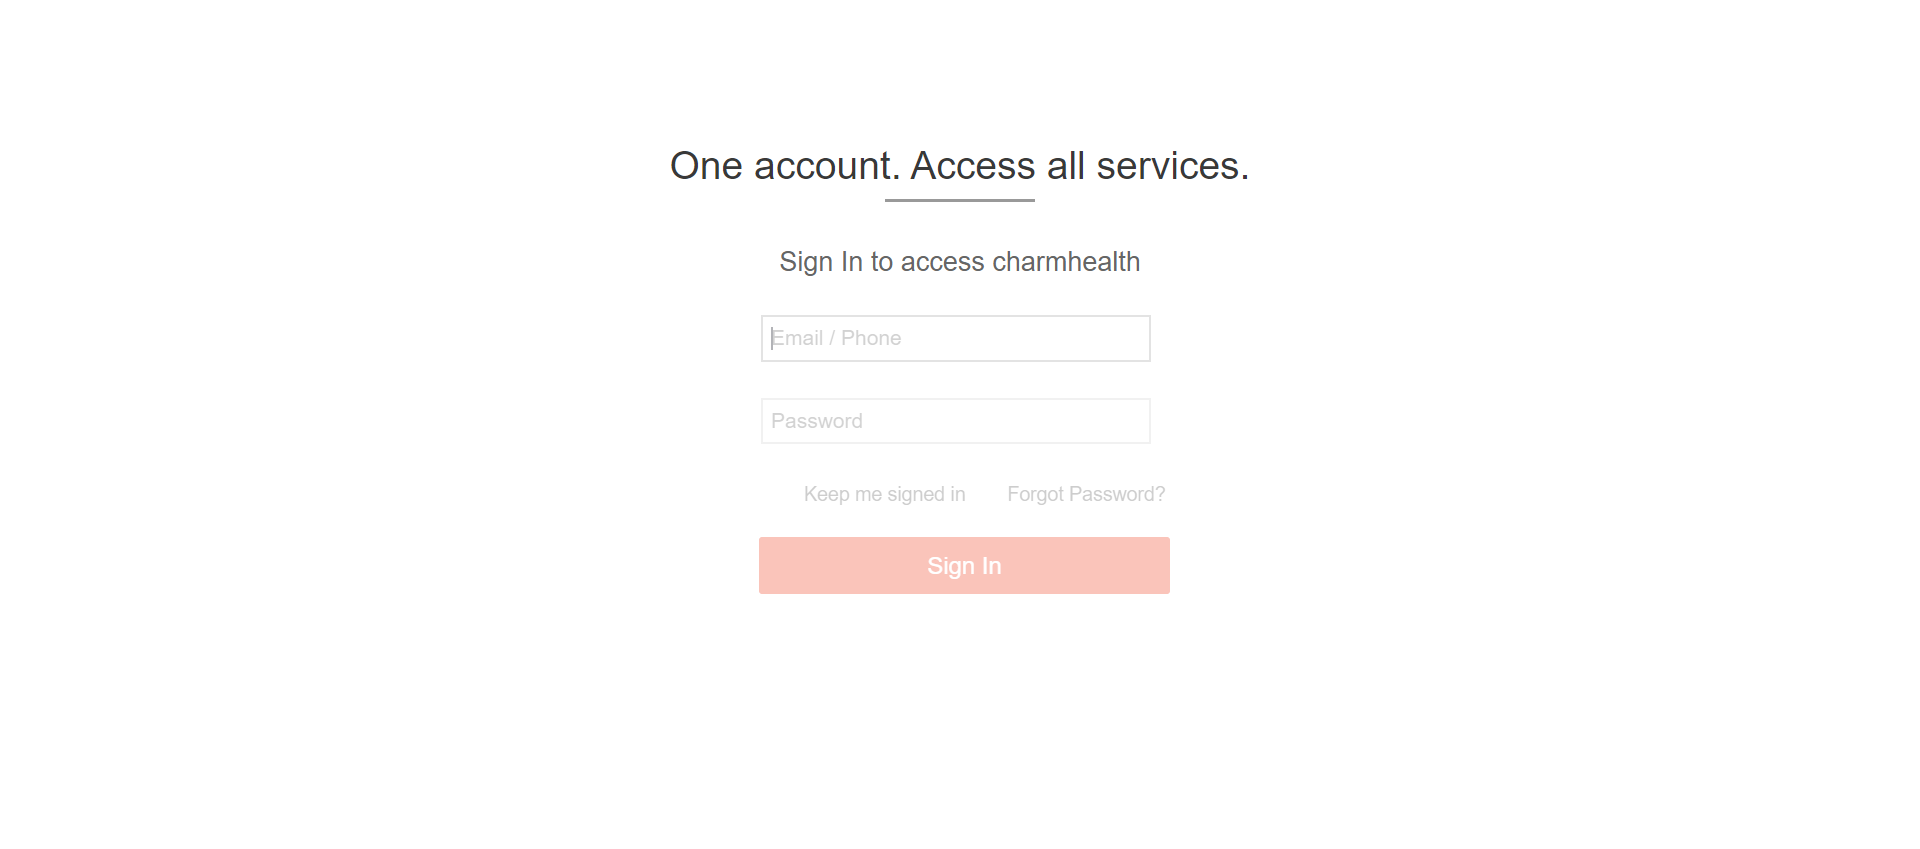 One account. Access all services.
Sign In to access charmhealth
Email / Phone
Password
Keep me signed in Forgot Password?
Sign In